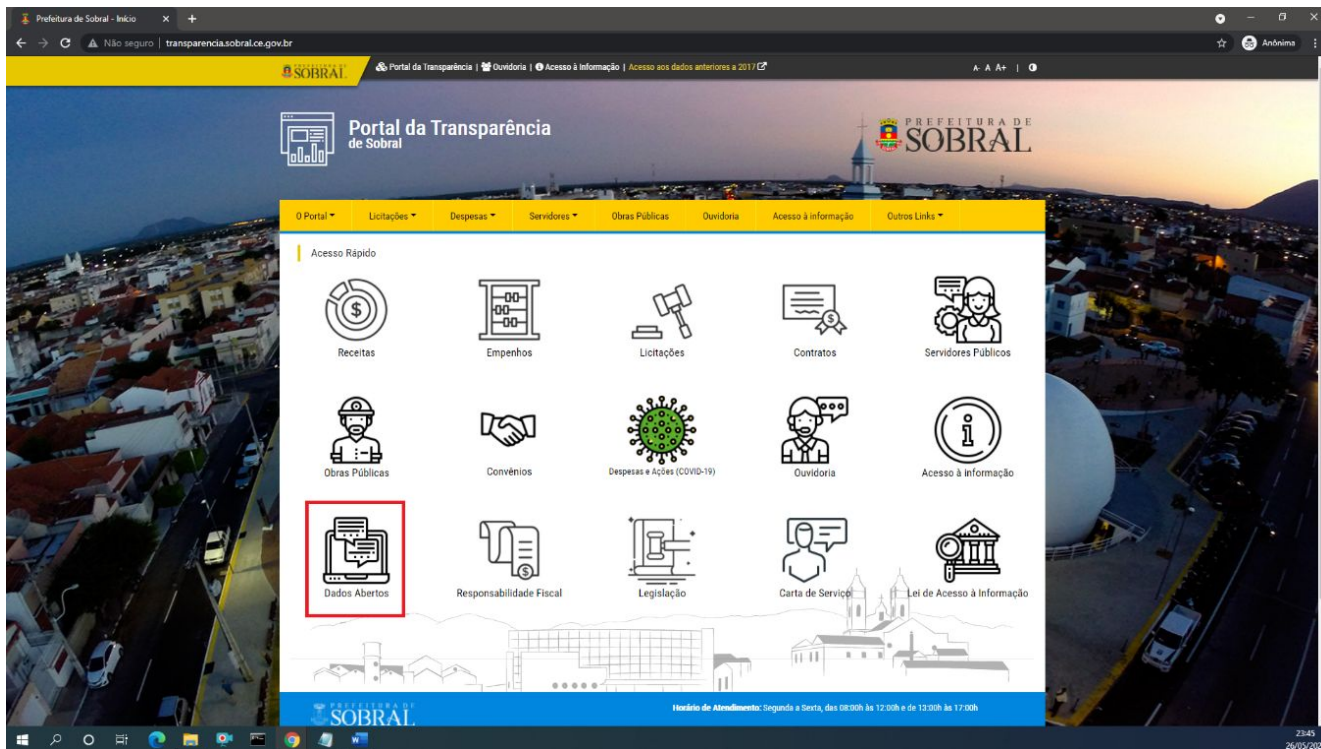 Prefeitura de Sobral - Início
Não seguro | transparencia.sobral.ce.gov.br
Anônima
PREFEITURA DE
SOBRAL
Portal da Transparência | Ouvidoria | Acesso à Informação | Acesso aos dados anteriores a 2017
A- A A+ |
Portal da Transparência
de Sobral
PREFEITURA DE
SOBRAL
O Portal Licitações Despesas Servidores Obras Públicas Ouvidoria Acesso à informação Outros Links
Acesso Rápido
Receitas Empenhos Licitações Contratos Servidores Públicos
Obras Públicas Convênios Despesas e Ações (COVID-19) Ouvidoria Acesso à informação
Dados Abertos Responsabilidade Fiscal Legislação Carta de Serviço Lei de Acesso à Informação
PREFEITURA DE
SOBRAL
Horário de Atendimento: Segunda a Sexta, das 08:00h às 12:00h e de 13:00h às 17:00h
23:45
26/05/202